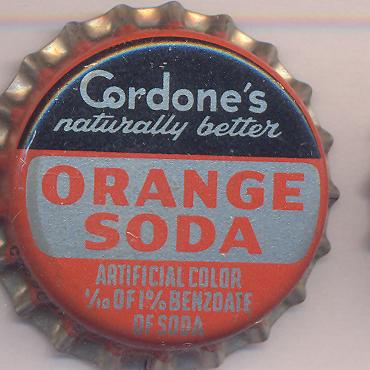 Cordone's
naturally better
ORANGE
SODA
ARTIFICIAL COLOR
1/10 OF 1% BENZOATE
OF SODA